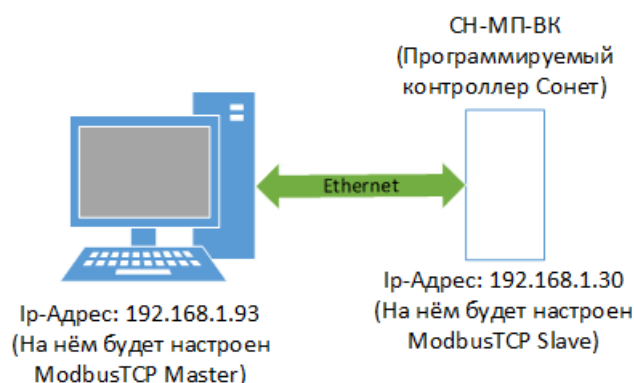 СН-МП-ВК
(Программируемый
контроллер Сонет)
Ethernet
Ip-Адрес: 192.168.1.93
(На нём будет настроен
ModbusTCP Master)
Ip-Адрес: 192.168.1.30
(На нём будет настроен
ModbusTCP Slave)